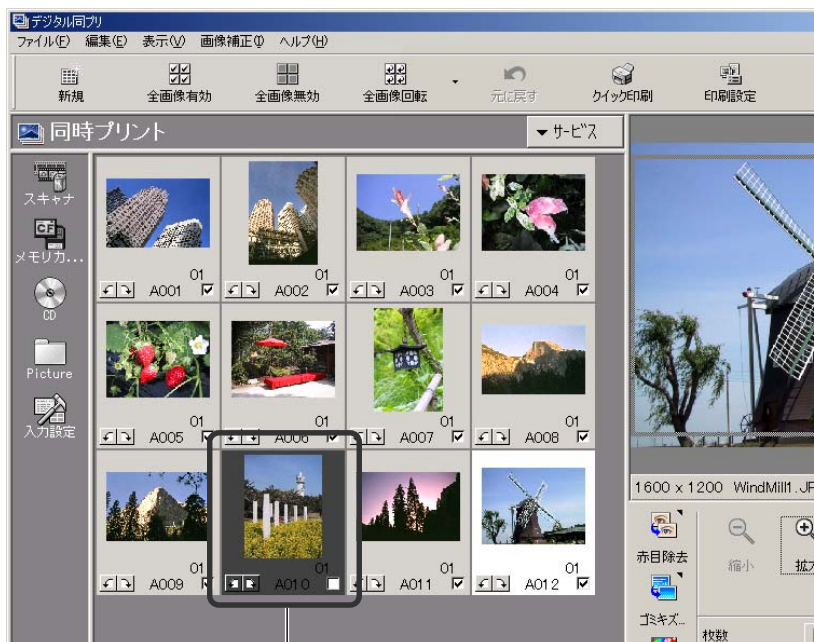 デジタル同プリ
ファイル(F) 編集(E) 表示(V) 画像補正(I) ヘルプ(H)
新規 全画像有効 全画像無効 全画像回転 元に戻す クイック印刷 印刷設定
同時プリント
サービス
スキャナ
CF
メモリカ...
CD
Picture
入力設定
01 01 01 01
A001 A002 A003 A004
01 01 01 01
A005 A006 A007 A008
01 01 01 01
A009 A010 A011 A012
1600 x 1200 WindMill1.JP
赤目除去
縮小
拡大
ゴミキズ...
枚数